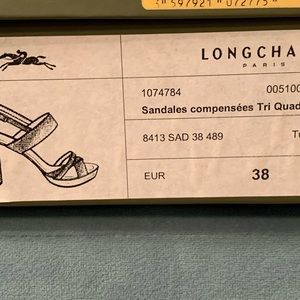 597921 072775
LONGCHA
PARIS
1074784 005100
Sandales compensées Tri Quad
8413 SAD 38 489
EUR 38